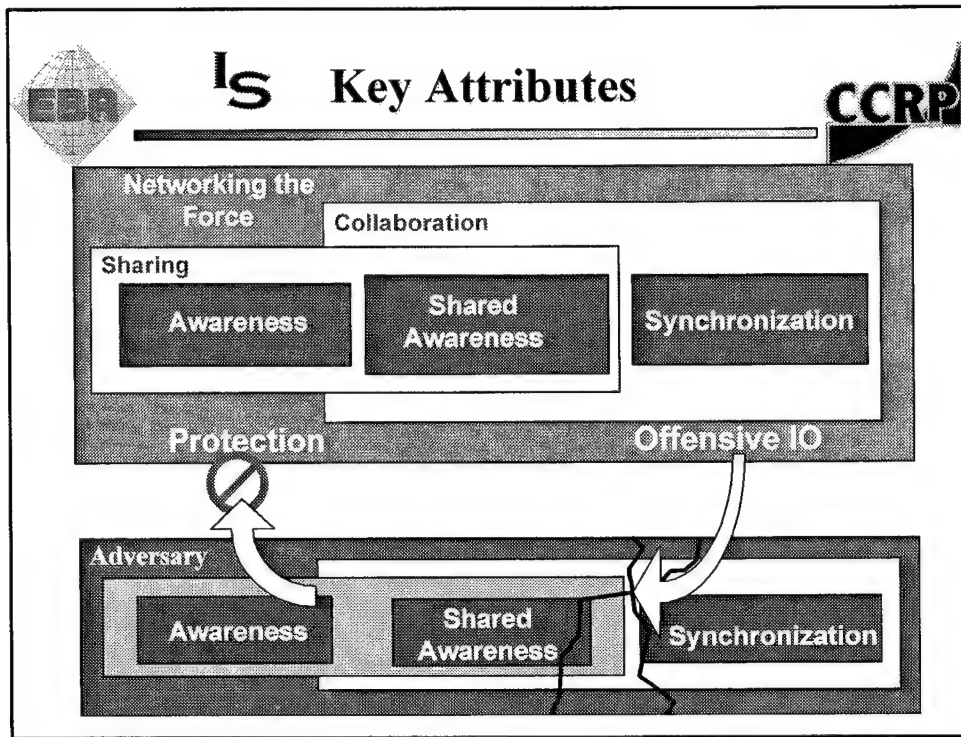 EBR
IS
Key Attributes
CCRP
Networking the
Force
Collaboration
Sharing
Awareness
Shared
Awareness
Synchronization
Protection
Offensive IO
Adversary
Awareness
Shared
Awareness
Synchronization